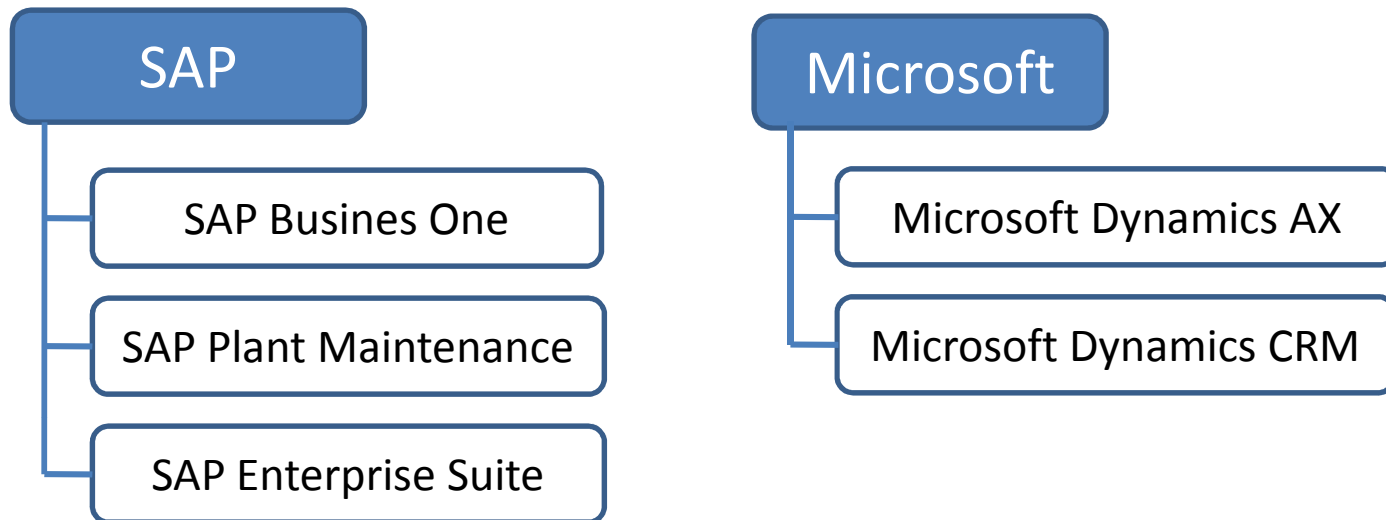 SAP
SAP Busines One
SAP Plant Maintenance
SAP Enterprise Suite
Microsoft
Microsoft Dynamics AX
Microsoft Dynamics CRM